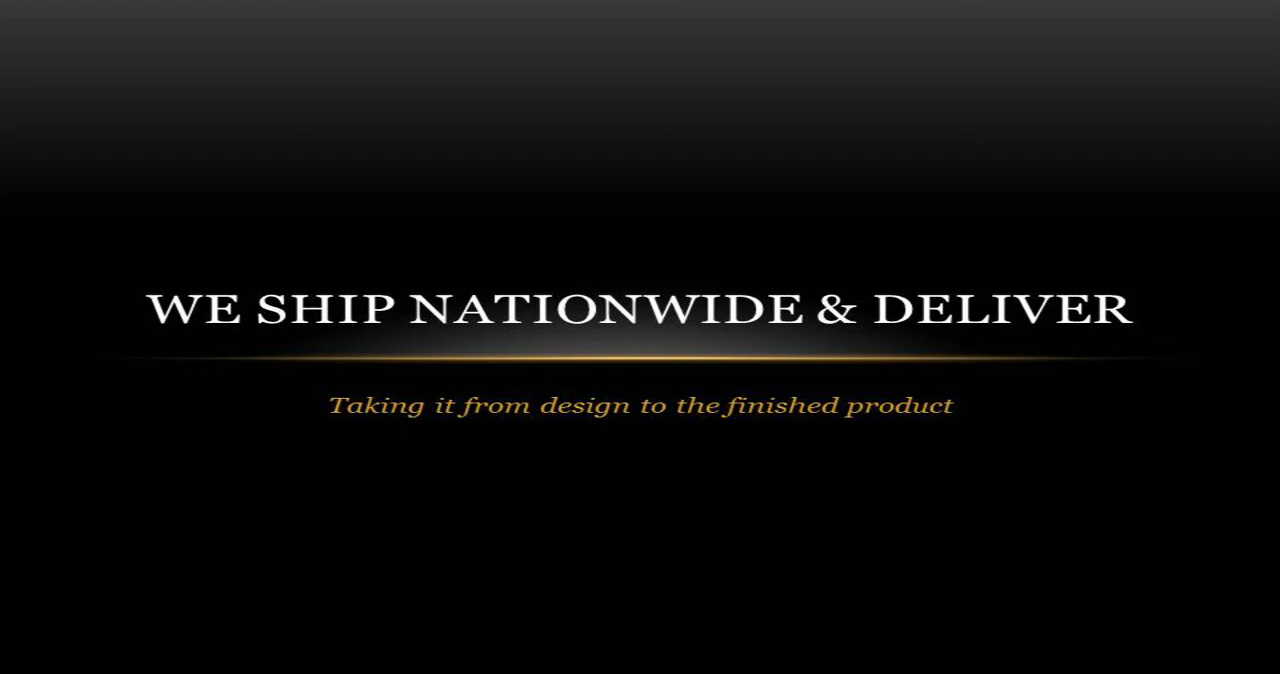 WE SHIP NATIONWIDE & DELIVER
Taking it from design to the finished product